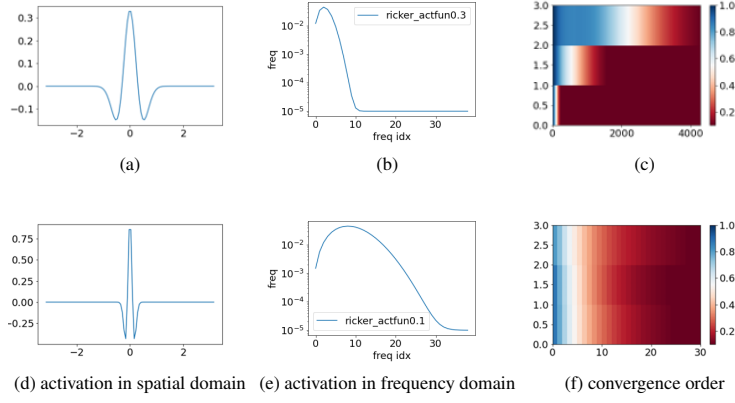 0.3
0.2
0.1
0.0
0.1
−2 0 2
(a)
10⁻²
10⁻³
10⁻⁴
10⁻⁵
freq
ricker_actfun0.3
0 10 20 30
freq idx
(b)
3.0
2.5
2.0
1.5
1.0
0.5
0.0
0 2000 4000
1.0
0.8
0.6
0.4
0.2
(c)
0.75
0.50
0.25
0.00
−0.25
−2 0 2
(d) activation in spatial domain
10⁻²
10⁻³
10⁻⁴
10⁻⁵
freq
ricker_actfun0.1
0 10 20 30
freq idx
(e) activation in frequency domain
3.0
2.5
2.0
1.5
1.0
0.5
0.0
0 10 20 30
1.0
0.8
0.6
0.4
0.2
(f) convergence order